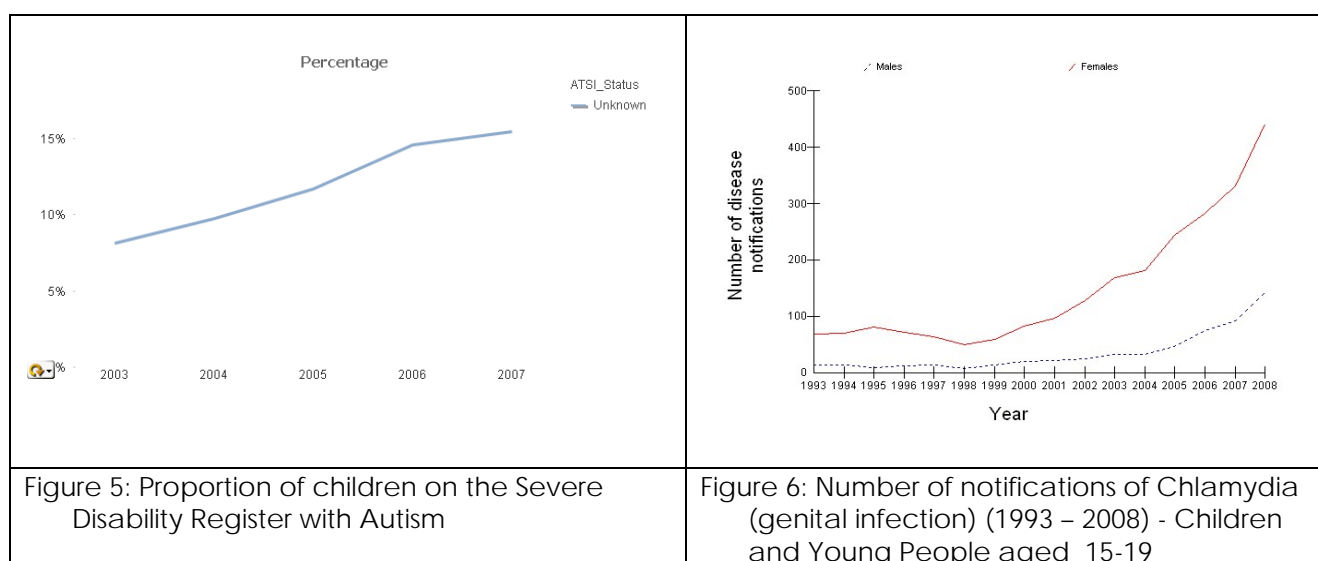 Percentage
ATSI_Status
Unknown
15%
10%
5%
%
2003 2004 2005 2006 2007
Males Females
500
400
300
200
100
0
Number of disease
notifications
1993 1994 1995 1996 1997 1998 1999 2000 2001 2002 2003 2004 2005 2006 2007 2008
Year
Figure 5: Proportion of children on the Severe
Disability Register with Autism
Figure 6: Number of notifications of Chlamydia
(genital infection) (1993 – 2008) - Children
and Young People aged 15-19